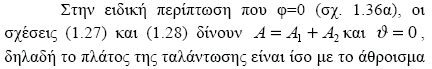 Στην ειδική περίπτωση που φ=0 (σχ. 1.36α), οι
σχέσεις (1.27) και (1.28) δίνουν A = A₁ + A₂ και ϑ = 0 ,
δηλαδή το πλάτος της ταλάντωσης είναι ίσο με το άθροισμα